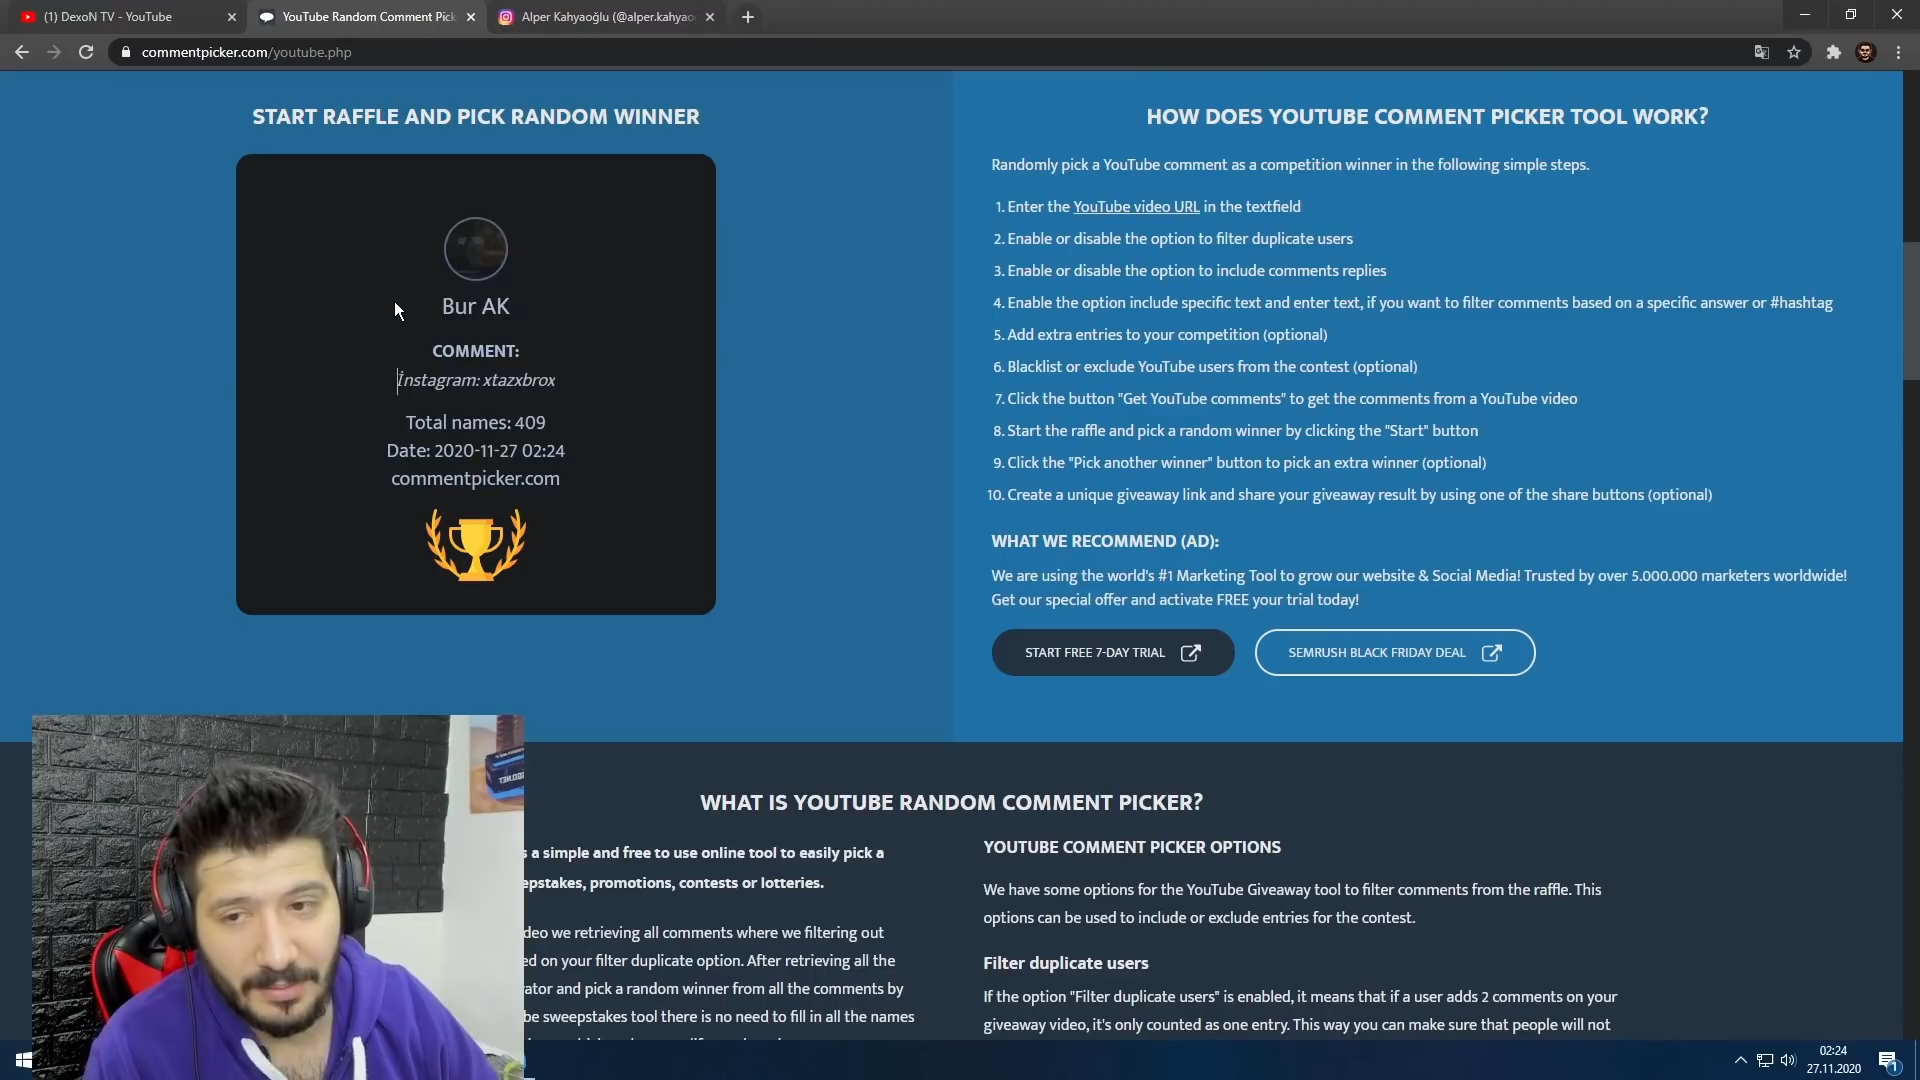 (1) DexoN TV - YouTube
YouTube Random Comment Pick
Alper Kahyaoğlu (@alper.kahyao
commentpicker.com/youtube.php
START RAFFLE AND PICK RANDOM WINNER
Bur AK
COMMENT:
İnstagram: xtazxbrox
Total names: 409
Date: 2020-11-27 02:24
commentpicker.com
HOW DOES YOUTUBE COMMENT PICKER TOOL WORK?
Randomly pick a YouTube comment as a competition winner in the following simple steps.
1. Enter the YouTube video URL in the textfield
2. Enable or disable the option to filter duplicate users
3. Enable or disable the option to include comments replies
4. Enable the option include specific text and enter text, if you want to filter comments based on a specific answer or #hashtag
5. Add extra entries to your competition (optional)
6. Blacklist or exclude YouTube users from the contest (optional)
7. Click the button "Get YouTube comments" to get the comments from a YouTube video
8. Start the raffle and pick a random winner by clicking the "Start" button
9. Click the "Pick another winner" button to pick an extra winner (optional)
10. Create a unique giveaway link and share your giveaway result by using one of the share buttons (optional)
WHAT WE RECOMMEND (AD):
We are using the world's #1 Marketing Tool to grow our website & Social Media! Trusted by over 5.000.000 marketers worldwide!
Get our special offer and activate FREE your trial today!
START FREE 7-DAY TRIAL
SEMRUSH BLACK FRIDAY DEAL
WHAT IS YOUTUBE RANDOM COMMENT PICKER?
s a simple and free to use online tool to easily pick a
epstakes, promotions, contests or lotteries.
deo we retrieving all comments where we filtering out
ed on your filter duplicate option. After retrieving all the
rator and pick a random winner from all the comments by
be sweepstakes tool there is no need to fill in all the names
YOUTUBE COMMENT PICKER OPTIONS
We have some options for the YouTube Giveaway tool to filter comments from the raffle. This
options can be used to include or exclude entries for the contest.
Filter duplicate users
If the option "Filter duplicate users" is enabled, it means that if a user adds 2 comments on your
giveaway video, it's only counted as one entry. This way you can make sure that people will not
02:24
27.11.2020
1